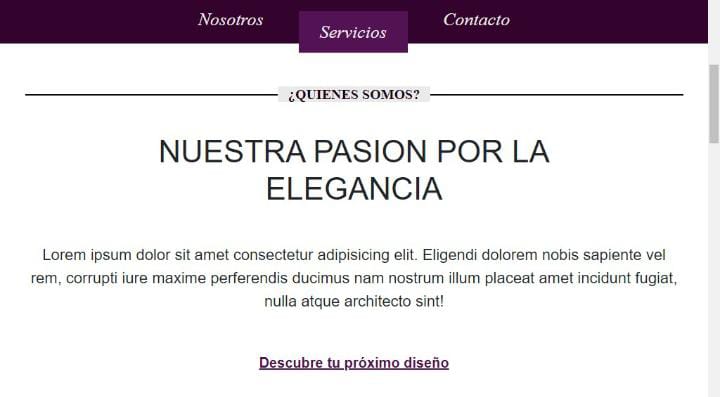 Nosotros Servicios Contacto
¿QUIENES SOMOS?
NUESTRA PASION POR LA
ELEGANCIA
Lorem ipsum dolor sit amet consectetur adipisicing elit. Eligendi dolorem nobis sapiente vel
rem, corrupti iure maxime perferendis ducimus nam nostrum illum placeat amet incidunt fugiat,
nulla atque architecto sint!
Descubre tu próximo diseño